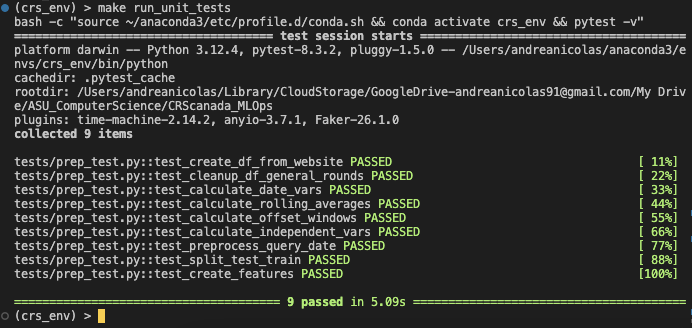 (crs_env) > make run_unit_tests
bash -c "source ~/anaconda3/etc/profile.d/conda.sh && conda activate crs_env && pytest -v"
====================================== test session starts ======================================
platform darwin -- Python 3.12.4, pytest-8.3.2, pluggy-1.5.0 -- /Users/andreanicolas/anaconda3/e
nvs/crs_env/bin/python
cachedir: .pytest_cache
rootdir: /Users/andreanicolas/Library/CloudStorage/GoogleDrive-andreanicolas91@gmail.com/My Driv
e/ASU_ComputerScience/CRScanada_MLOps
plugins: time-machine-2.14.2, anyio-3.7.1, Faker-26.1.0
collected 9 items
tests/prep_test.py::test_create_df_from_website PASSED [ 11%]
tests/prep_test.py::test_cleanup_df_general_rounds PASSED [ 22%]
tests/prep_test.py::test_calculate_date_vars PASSED [ 33%]
tests/prep_test.py::test_calculate_rolling_averages PASSED [ 44%]
tests/prep_test.py::test_calculate_offset_windows PASSED [ 55%]
tests/prep_test.py::test_calculate_independent_vars PASSED [ 66%]
tests/prep_test.py::test_preprocess_query_date PASSED [ 77%]
tests/prep_test.py::test_split_test_train PASSED [ 88%]
tests/prep_test.py::test_create_features PASSED [100%]
======================================= 9 passed in 5.09s =======================================
(crs_env) >